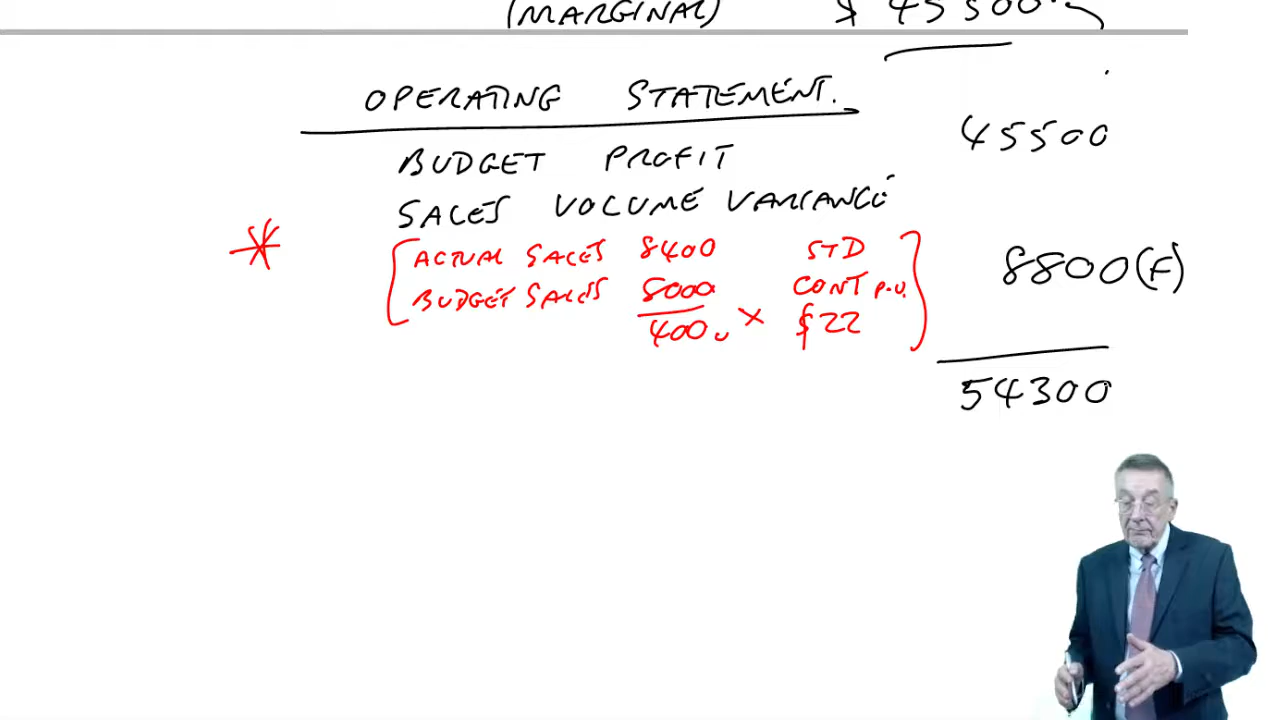 (MARGINAL) $ 45500
OPERATING STATEMENT.
45500
BUDGET PROFIT
SALES VOLUME VARIANCE
* [ACTUAL SALES 8400 STD
BUDGET SALES 8000 CONT p.u.
400u × $22]
8800(F)
54300